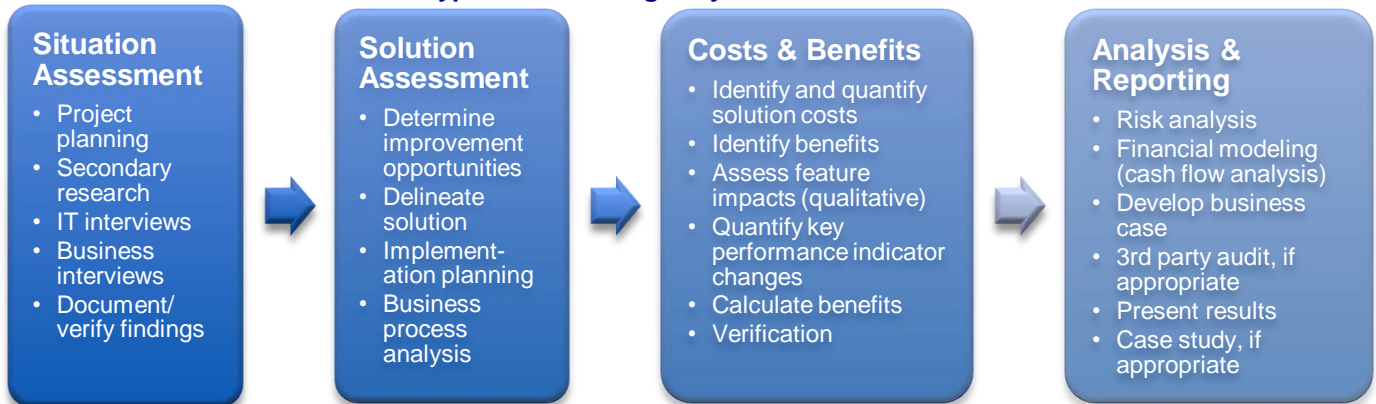 Situation
Assessment
• Project
planning
• Secondary
research
• IT interviews
• Business
interviews
• Document/
verify findings
Solution
Assessment
• Determine
improvement
opportunities
• Delineate
solution
• Implement-
ation planning
• Business
process
analysis
Costs & Benefits
• Identify and quantify
solution costs
• Identify benefits
• Assess feature
impacts (qualitative)
• Quantify key
performance indicator
changes
• Calculate benefits
• Verification
Analysis &
Reporting
• Risk analysis
• Financial modeling
(cash flow analysis)
• Develop business
case
• 3rd party audit, if
appropriate
• Present results
• Case study, if
appropriate